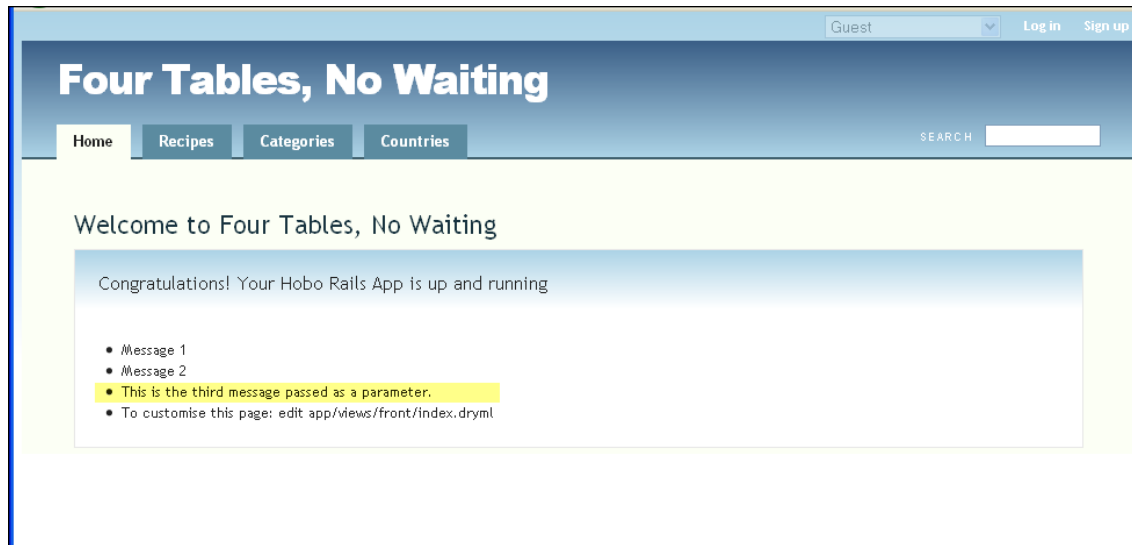 Guest Log in Sign up
Four Tables, No Waiting
Home Recipes Categories Countries SEARCH
Welcome to Four Tables, No Waiting
Congratulations! Your Hobo Rails App is up and running
Message 1
Message 2
This is the third message passed as a parameter.
To customise this page: edit app/views/front/index.dryml